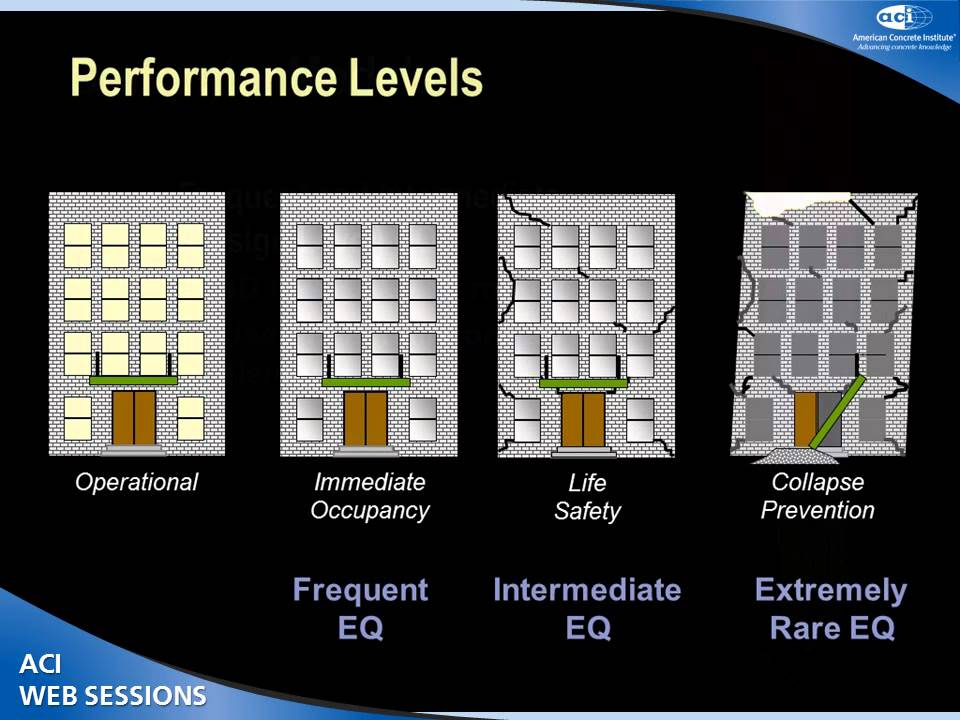 aci
American Concrete Institute®
Advancing concrete knowledge
Performance Levels
Operational
Immediate
Occupancy
Life
Safety
Collapse
Prevention
Frequent
EQ
Intermediate
EQ
Extremely
Rare EQ
ACI
WEB SESSIONS